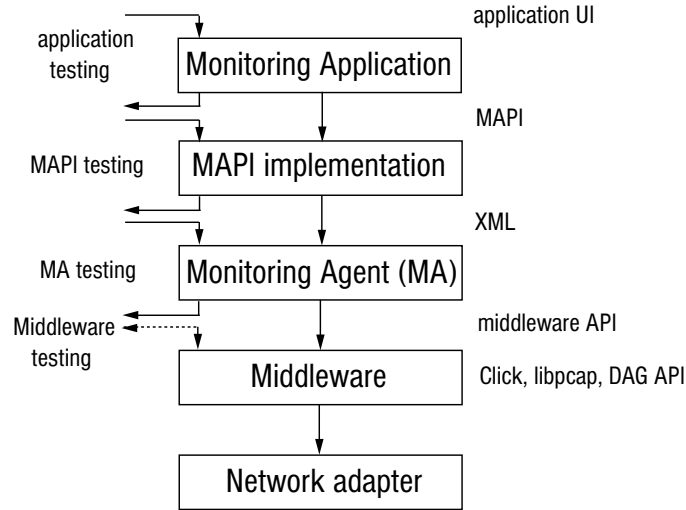 application UI
application
testing
Monitoring Application
MAPI
MAPI testing
MAPI implementation
XML
MA testing
Monitoring Agent (MA)
Middleware
testing
middleware API
Middleware
Click, libpcap, DAG API
Network adapter